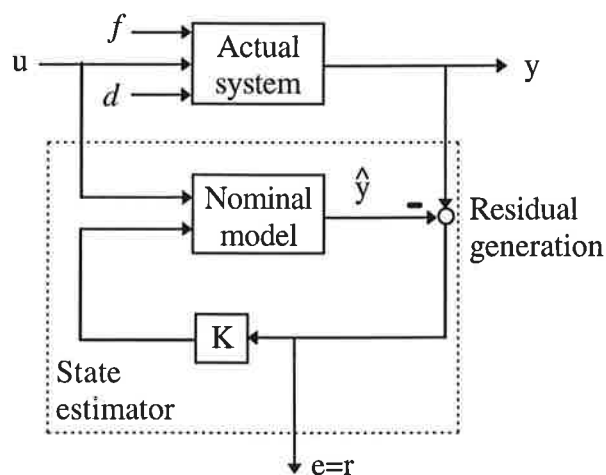 f
Actual
system
u
y
d
ŷ
-
Nominal
model
Residual
generation
K
State
estimator
e=r